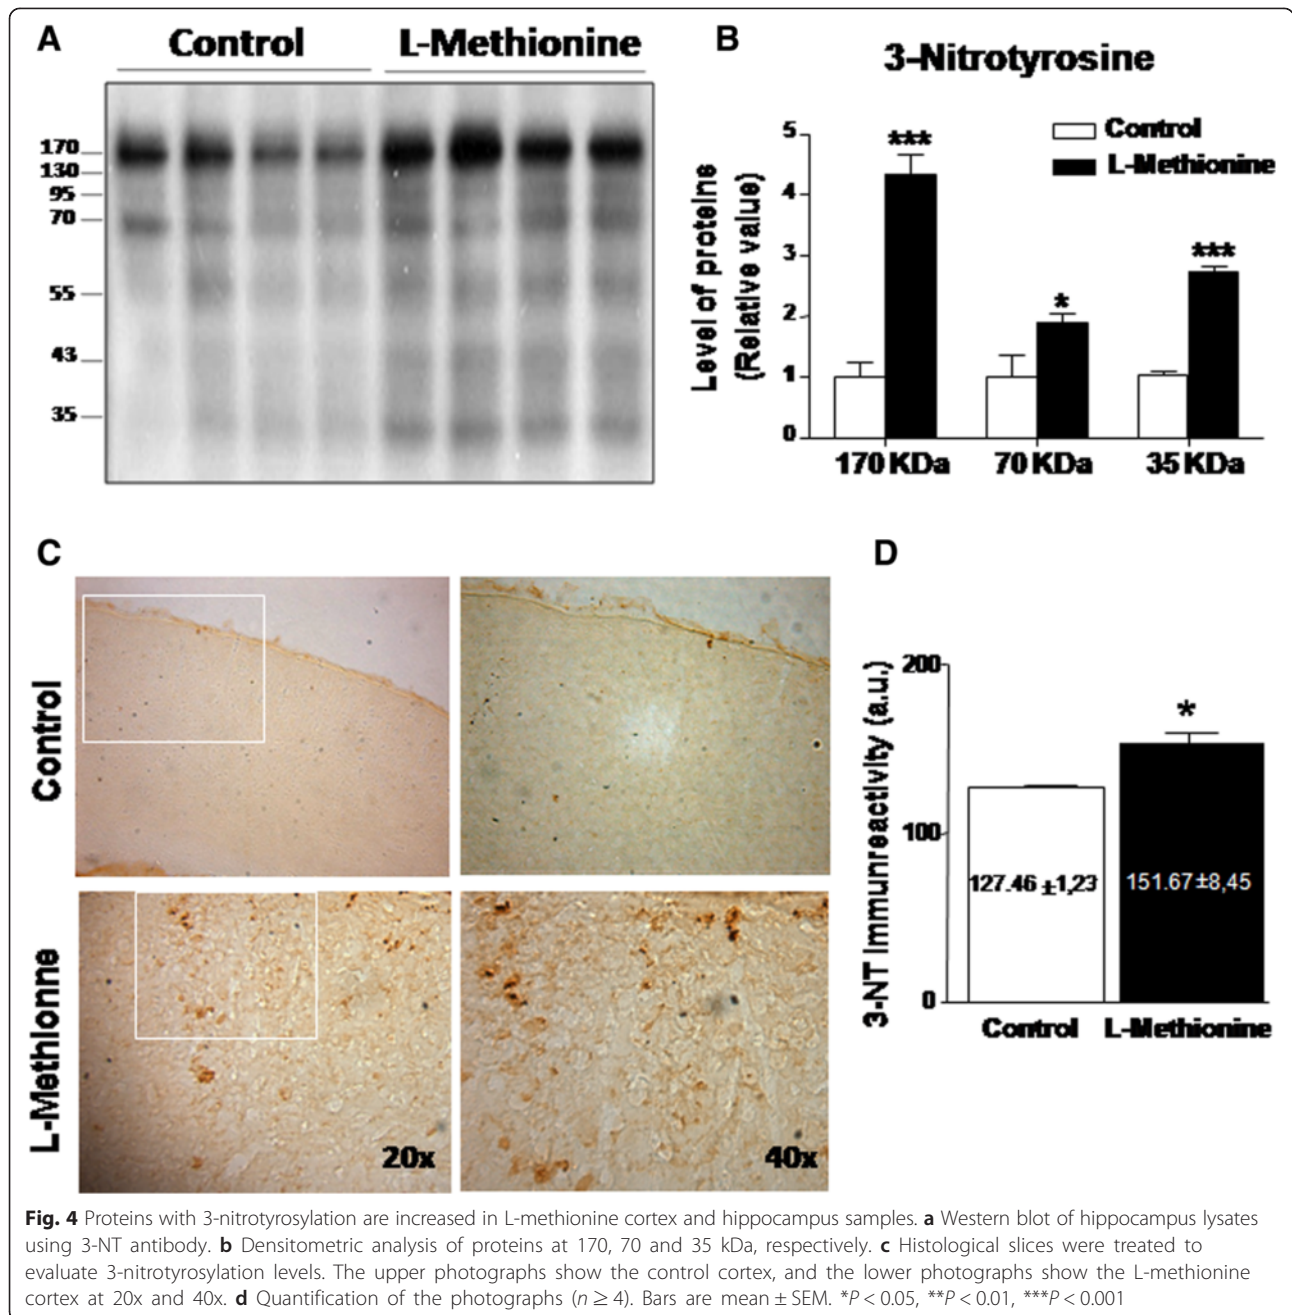 A
Control L-Methionine
170
130
95
70
55
43
35
B
3-Nitrotyrosine
Control
L-Methionine
Level of proteins
(Relative value)
5
4
3
2
1
0
***
*
***
170 KDa 70 KDa 35 KDa
C
Control
L-Methionne
20x 40x
D
3-NT Immunreactivity (a.u.)
200
100
0
*
127.46 ±1,23 151.67±8,45
Control L-Methionine
Fig. 4 Proteins with 3-nitrotyrosylation are increased in L-methionine cortex and hippocampus samples. a Western blot of hippocampus lysates
using 3-NT antibody. b Densitometric analysis of proteins at 170, 70 and 35 kDa, respectively. c Histological slices were treated to
evaluate 3-nitrotyrosylation levels. The upper photographs show the control cortex, and the lower photographs show the L-methionine
cortex at 20x and 40x. d Quantification of the photographs (n ≥ 4). Bars are mean ± SEM. *P < 0.05, **P < 0.01, ***P < 0.001